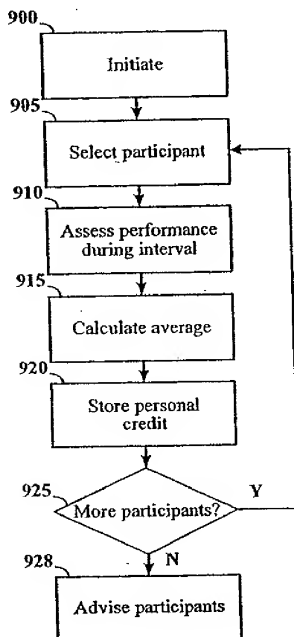 900
Initiate
905
Select participant
910
Assess performance
during interval
915
Calculate average
920
Store personal
credit
925
More participants?
Y
N
928
Advise participants